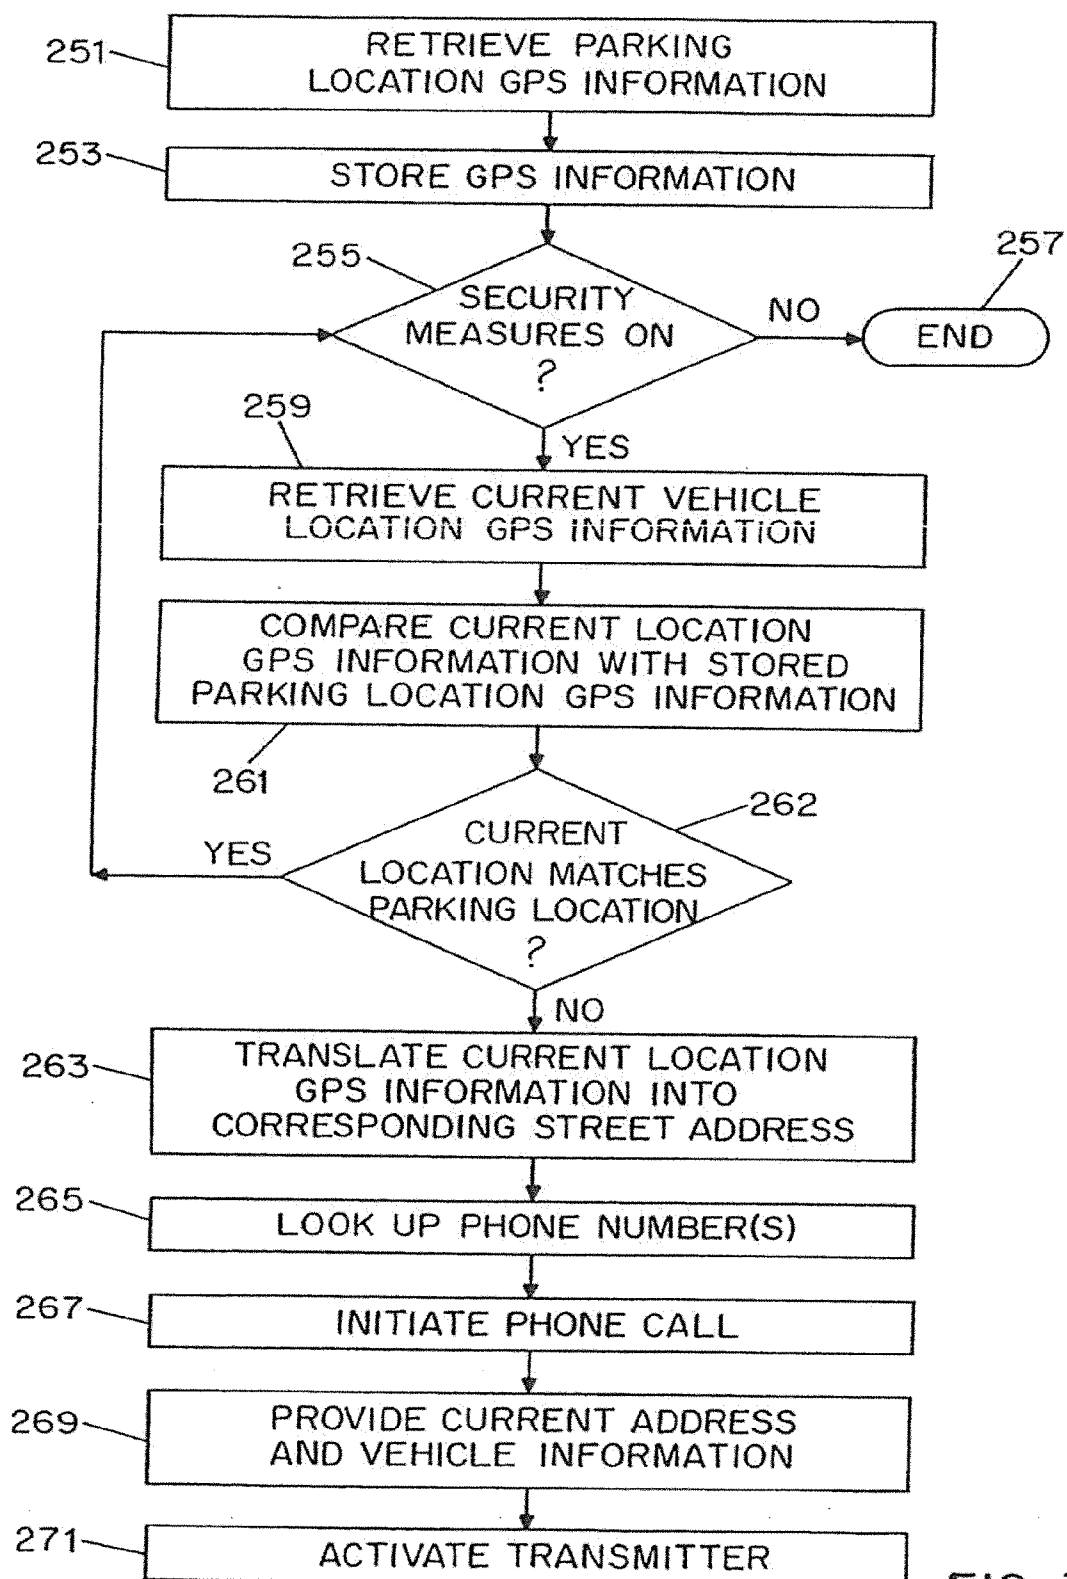 251
RETRIEVE PARKING
LOCATION GPS INFORMATION
253
STORE GPS INFORMATION
255
SECURITY
MEASURES ON
?
NO
257
END
YES
259
RETRIEVE CURRENT VEHICLE
LOCATION GPS INFORMATION
COMPARE CURRENT LOCATION
GPS INFORMATION WITH STORED
PARKING LOCATION GPS INFORMATION
261
262
CURRENT
LOCATION MATCHES
PARKING LOCATION
?
YES
NO
263
TRANSLATE CURRENT LOCATION
GPS INFORMATION INTO
CORRESPONDING STREET ADDRESS
265
LOOK UP PHONE NUMBER(S)
267
INITIATE PHONE CALL
269
PROVIDE CURRENT ADDRESS
AND VEHICLE INFORMATION
271
ACTIVATE TRANSMITTER